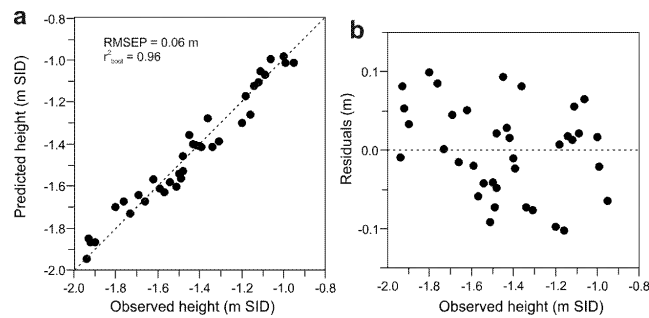 a
RMSEP = 0.06 m
r²boot = 0.96
Predicted height (m SID)
-0.8
-1.0
-1.2
-1.4
-1.6
-1.8
-2.0
-2.0 -1.8 -1.6 -1.4 -1.2 -1.0 -0.8
Observed height (m SID)
b
Residuals (m)
0.1
0.0
-0.1
-2.0 -1.8 -1.6 -1.4 -1.2 -1.0 -0.8
Observed height (m SID)